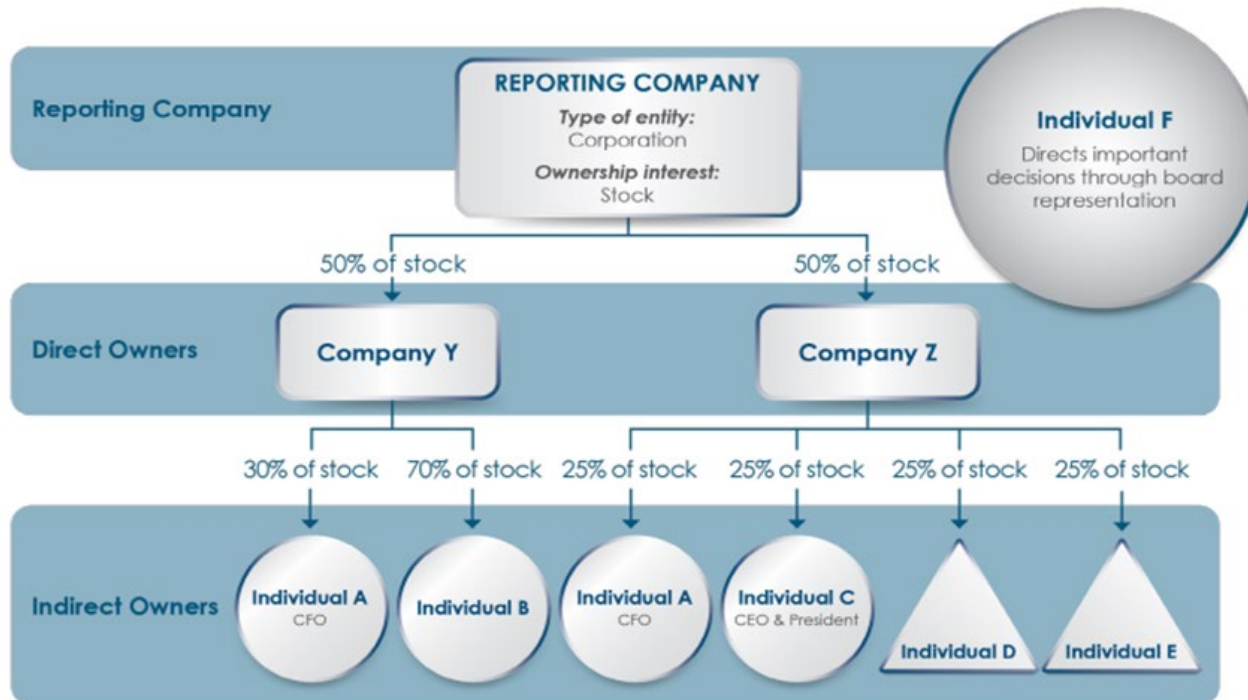 Reporting Company
REPORTING COMPANY
Type of entity:
Corporation
Ownership interest:
Stock
Individual F
Directs important
decisions through board
representation
50% of stock
50% of stock
Direct Owners
Company Y
Company Z
30% of stock
70% of stock
25% of stock
25% of stock
25% of stock
25% of stock
Indirect Owners
Individual A
CFO
Individual B
Individual A
CFO
Individual C
CEO & President
Individual D
Individual E